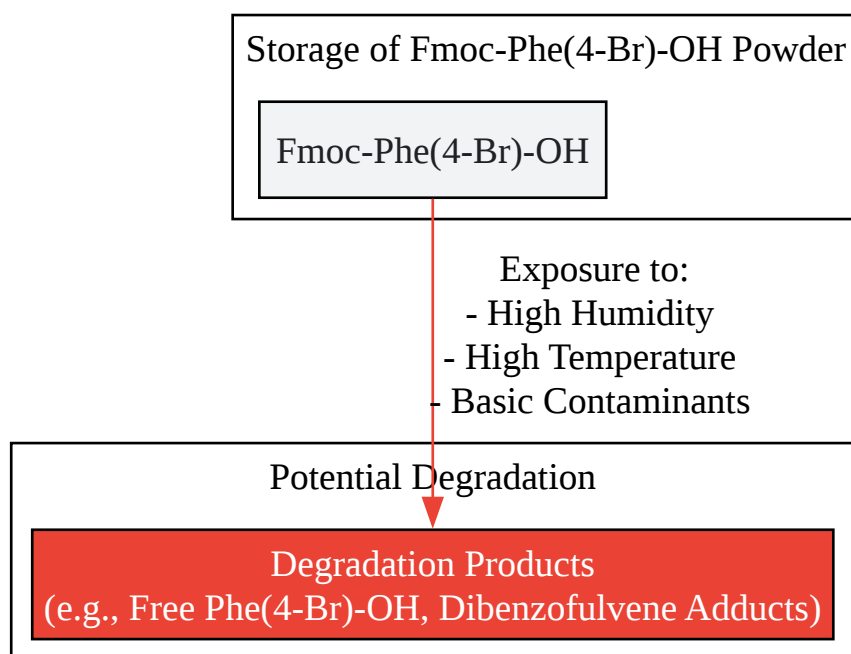 Storage of Fmoc-Phe(4-Br)-OH Powder
Fmoc-Phe(4-Br)-OH
Exposure to:
- High Humidity
- High Temperature
- Basic Contaminants
Potential Degradation
Degradation Products
(e.g., Free Phe(4-Br)-OH, Dibenzofulvene Adducts)